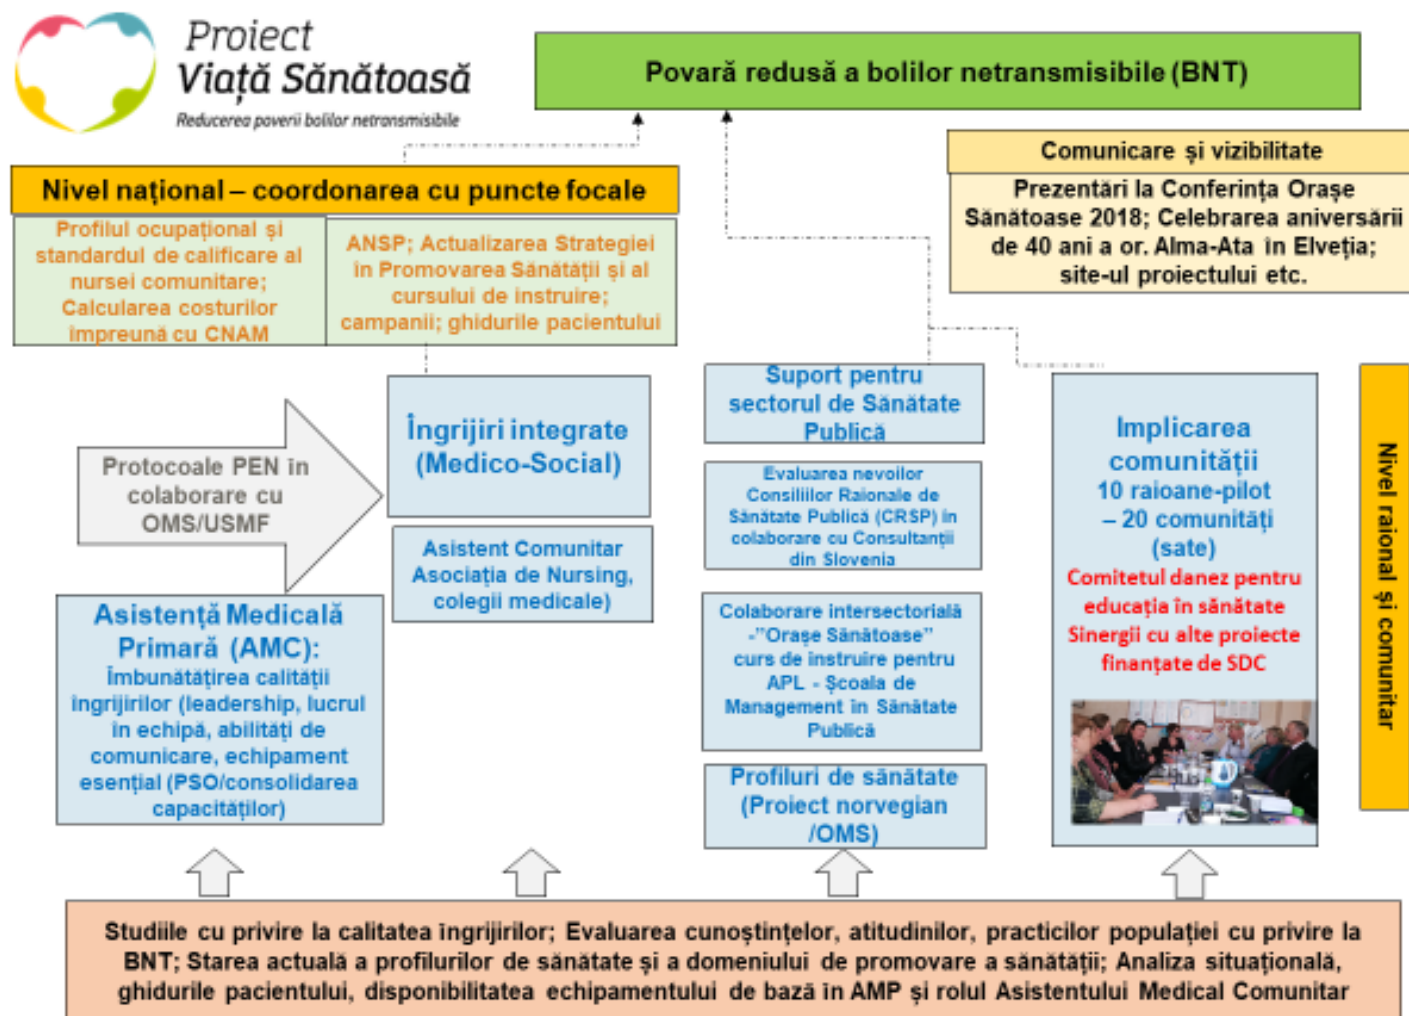 Proiect
Viață Sănătoasă
Reducerea poverii bolilor netransmisibile
Povară redusă a bolilor netransmisibile (BNT)
Comunicare și vizibilitate
Prezentări la Conferința Orașe
Sănătoase 2018; Celebrarea aniversării
de 40 ani a or. Alma-Ata în Elveția;
site-ul proiectului etc.
Nivel național – coordonarea cu puncte focale
Profilul ocupațional și
standardul de calificare al
nursei comunitare;
Calcularea costurilor
împreună cu CNAM
ANSP; Actualizarea Strategiei
în Promovarea Sănătății și al
cursului de instruire;
campanii; ghidurile pacientului
Protocoale PEN în
colaborare cu
OMS/USMF
Îngrijiri integrate
(Medico-Social)
Asistent Comunitar
Asociația de Nursing,
colegii medicale)
Asistență Medicală
Primară (AMC):
Îmbunătățirea calității
îngrijirilor (leadership, lucrul
în echipă, abilități de
comunicare, echipament
esențial (PSO/consolidarea
capacităților)
Suport pentru
sectorul de Sănătate
Publică
Evaluarea nevoilor
Consiliilor Raionale de
Sănătate Publică (CRSP) în
colaborare cu Consultanții
din Slovenia
Colaborare intersectorială
-”Orașe Sănătoase”
curs de instruire pentru
APL - Școala de
Management în Sănătate
Publică
Profiluri de sănătate
(Proiect norvegian
/OMS)
Implicarea
comunității
10 raioane-pilot
– 20 comunități
(sate)
Comitetul danez pentru
educația în sănătate
Sinergii cu alte proiecte
finanțate de SDC
Nivel raional și comunitar
Studiile cu privire la calitatea îngrijirilor; Evaluarea cunoștințelor, atitudinilor, practicilor populației cu privire la
BNT; Starea actuală a profilurilor de sănătate și a domeniului de promovare a sănătății; Analiza situațională,
ghidurile pacientului, disponibilitatea echipamentului de bază în AMP și rolul Asistentului Medical Comunitar